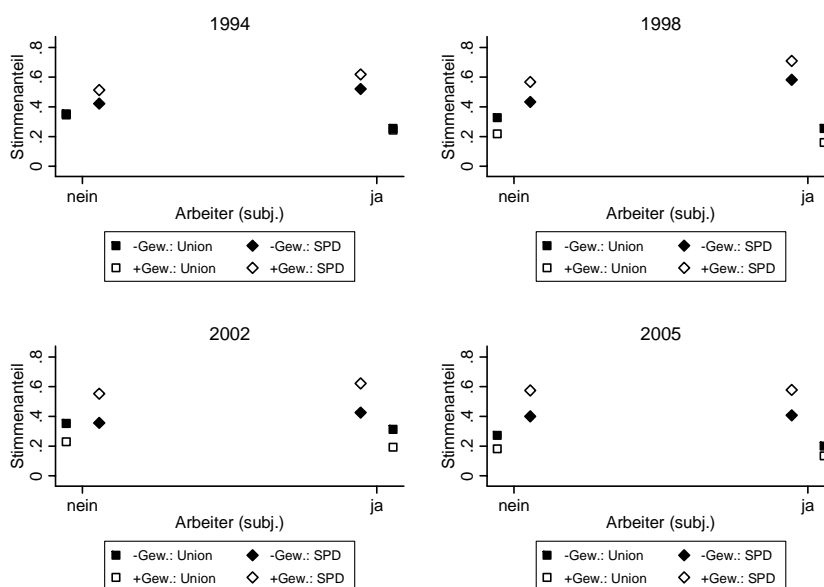 1994
Stimmenanteil
0 .2 .4 .6 .8
nein ja
Arbeiter (subj.)
-Gew.: Union -Gew.: SPD
+Gew.: Union +Gew.: SPD
1998
Stimmenanteil
0 .2 .4 .6 .8
nein ja
Arbeiter (subj.)
-Gew.: Union -Gew.: SPD
+Gew.: Union +Gew.: SPD
2002
Stimmenanteil
0 .2 .4 .6 .8
nein ja
Arbeiter (subj.)
-Gew.: Union -Gew.: SPD
+Gew.: Union +Gew.: SPD
2005
Stimmenanteil
0 .2 .4 .6 .8
nein ja
Arbeiter (subj.)
-Gew.: Union -Gew.: SPD
+Gew.: Union +Gew.: SPD